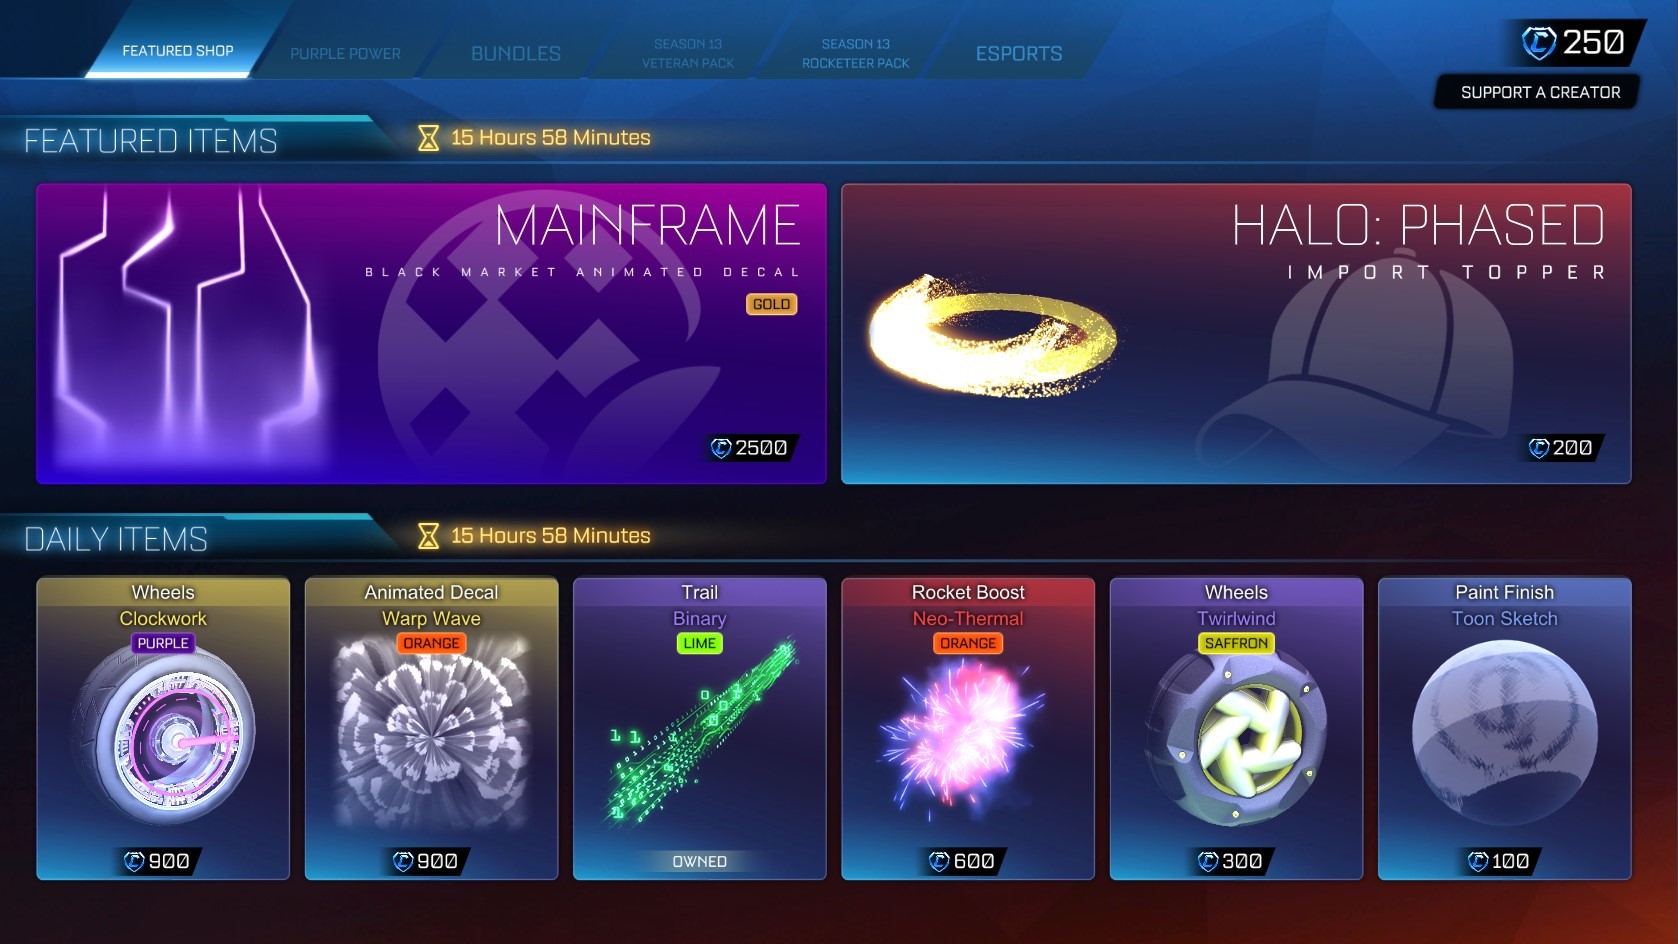 FEATURED SHOP
PURPLE POWER
BUNDLES
SEASON 13
VETERAN PACK
SEASON 13
ROCKETEER PACK
ESPORTS
250
SUPPORT A CREATOR
FEATURED ITEMS
15 Hours 58 Minutes
MAINFRAME
BLACK MARKET ANIMATED DECAL
GOLD
2500
HALO: PHASED
IMPORT TOPPER
200
DAILY ITEMS
15 Hours 58 Minutes
Wheels
Clockwork
PURPLE
900
Animated Decal
Warp Wave
ORANGE
900
Trail
Binary
LIME
OWNED
Rocket Boost
Neo-Thermal
ORANGE
600
Wheels
Twirlwind
SAFFRON
300
Paint Finish
Toon Sketch
100